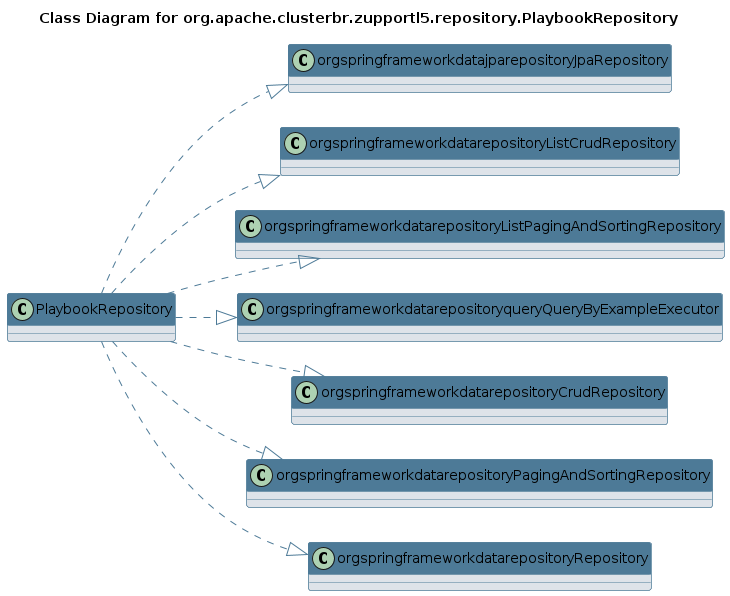 Class Diagram for org.apache.clusterbr.zupportl5.repository.PlaybookRepository
C orgspringframeworkdatajparepositoryJpaRepository
C orgspringframeworkdatarepositoryListCrudRepository
C orgspringframeworkdatarepositoryListPagingAndSortingRepository
C PlaybookRepository
C orgspringframeworkdatarepositoryqueryQueryByExampleExecutor
C orgspringframeworkdatarepositoryCrudRepository
C orgspringframeworkdatarepositoryPagingAndSortingRepository
C orgspringframeworkdatarepositoryRepository